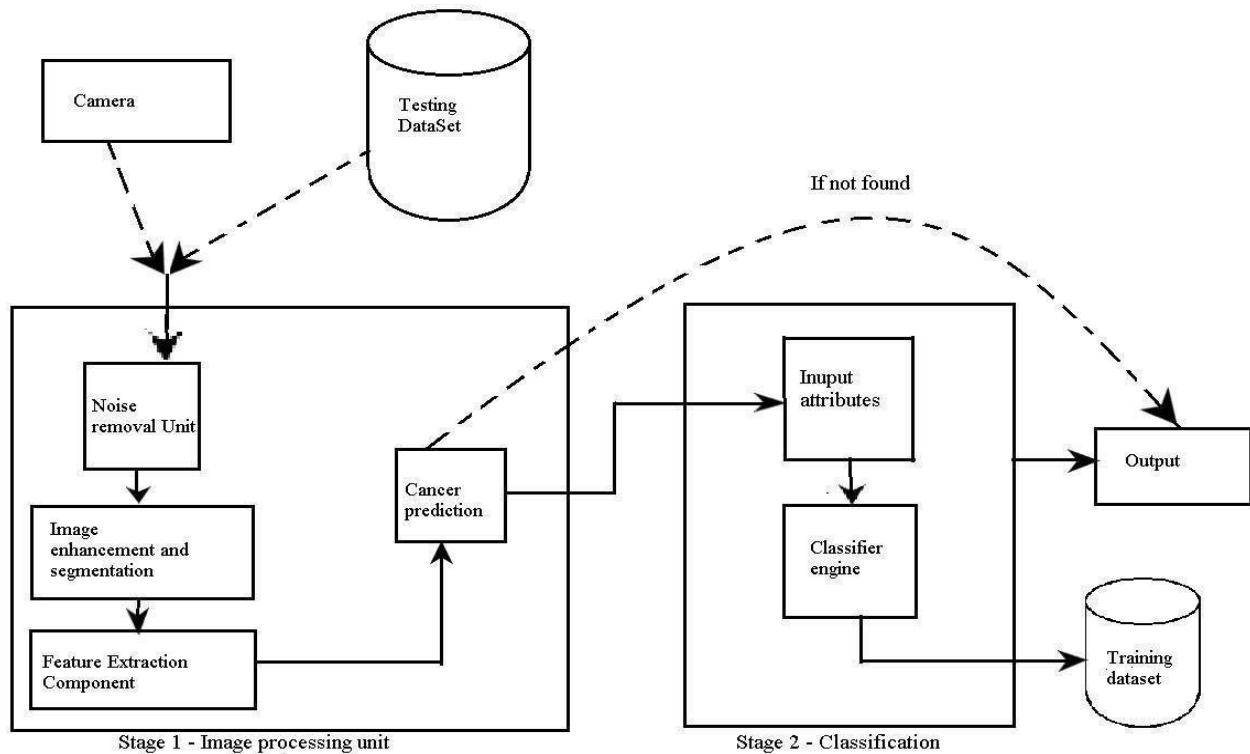 Camera
Testing
DataSet
If not found
Noise
removal Unit
Image
enhancement and
segmentation
Feature Extraction
Component
Cancer
prediction
Stage 1 - Image processing unit
Inuput
attributes
Classifier
engine
Stage 2 - Classification
Output
Training
dataset